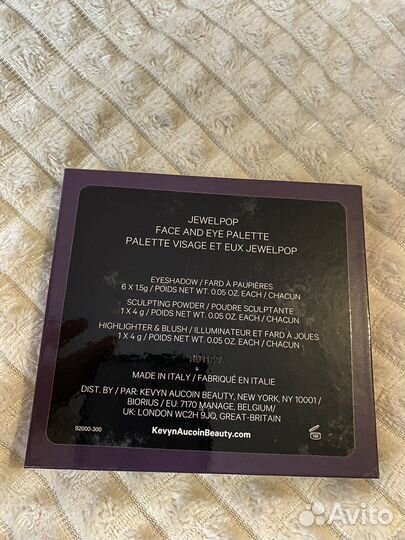 JEWELPOP
FACE AND EYE PALETTE
PALETTE VISAGE ET EUX JEWELPOP
EYESHADOW / FARD À PAUPIÈRES
6 X 1.5g / POIDS NET WT. 0.05 OZ. EACH / CHACUN
SCULPTING POWDER / POUDRE SCULPTANTE
1 X 4 g / POIDS NET WT. 0.05 OZ. EACH / CHACUN
HIGHLIGHTER & BLUSH / ILLUMINATEUR ET FARD À JOUES
1 X 4 g / POIDS NET WT. 0.05 OZ. EACH / CHACUN
MADE IN ITALY / FABRIQUÉ EN ITALIE
DIST. BY / PAR: KEVYN AUCOIN BEAUTY, NEW YORK, NY 10001 /
BIORIUS / EU: 7170 MANAGE, BELGIUM/
UK: LONDON WC2H 9JQ, GREAT-BRITAIN
92000-300
KevynAucoinBeauty.com
Avito